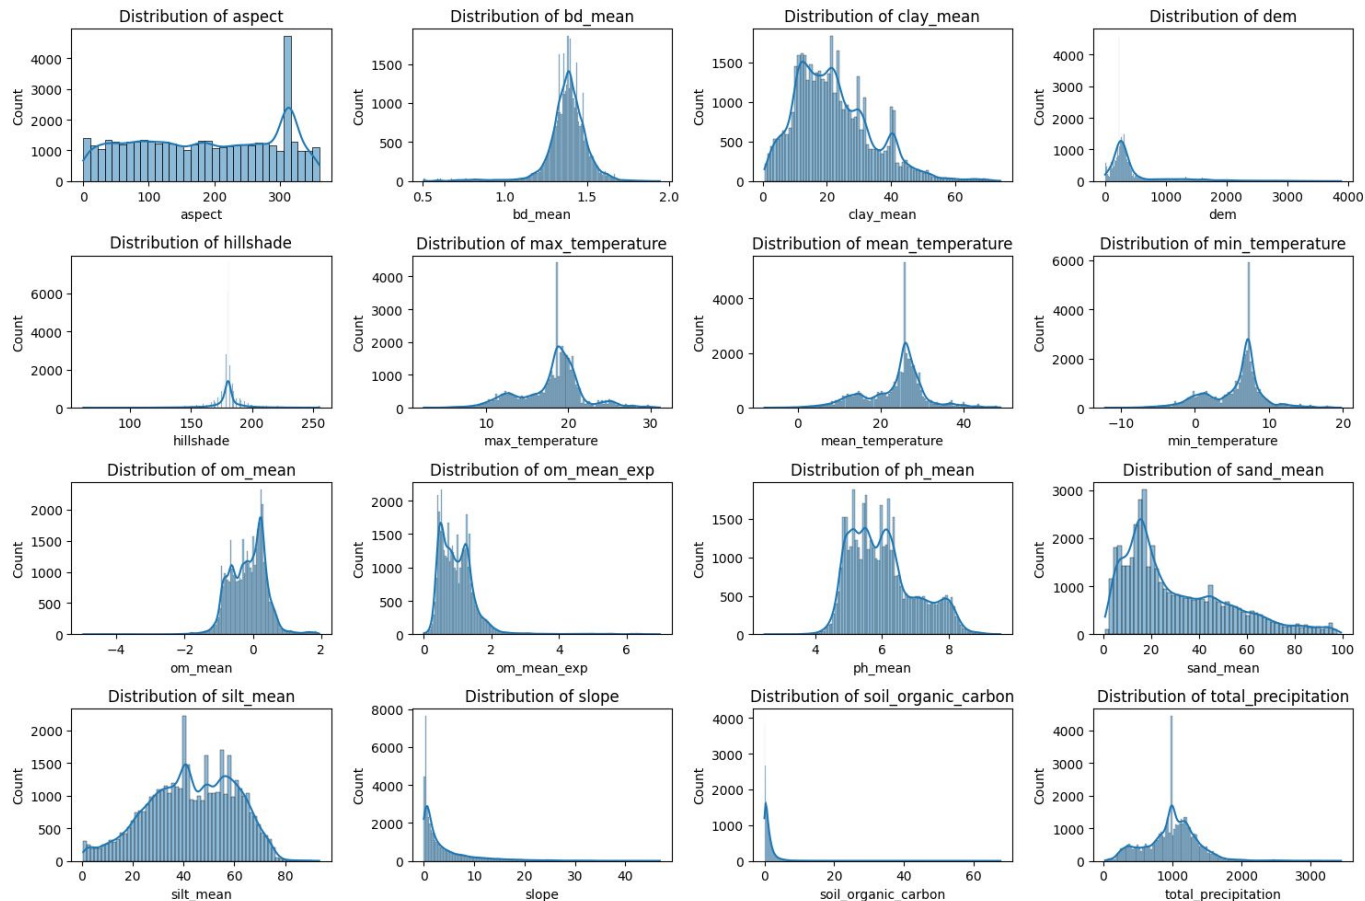 Distribution of aspect
Count
4000
3000
2000
1000
0
0 100 200 300
aspect
Distribution of bd_mean
Count
1500
1000
500
0
0.5 1.0 1.5 2.0
bd_mean
Distribution of clay_mean
Count
1500
1000
500
0
0 20 40 60
clay_mean
Distribution of dem
Count
4000
3000
2000
1000
0
0 1000 2000 3000 4000
dem
Distribution of hillshade
Count
6000
4000
2000
0
100 150 200 250
hillshade
Distribution of max_temperature
Count
4000
3000
2000
1000
0
10 20 30
max_temperature
Distribution of mean_temperature
Count
4000
2000
0
0 20 40
mean_temperature
Distribution of min_temperature
Count
6000
4000
2000
0
−10 0 10 20
min_temperature
Distribution of om_mean
Count
2000
1500
1000
500
0
−4 −2 0 2
om_mean
Distribution of om_mean_exp
Count
2000
1500
1000
500
0
0 2 4 6
om_mean_exp
Distribution of ph_mean
Count
1500
1000
500
0
4 6 8
ph_mean
Distribution of sand_mean
Count
3000
2000
1000
0
0 20 40 60 80 100
sand_mean
Distribution of silt_mean
Count
2000
1500
1000
500
0
0 20 40 60 80
silt_mean
Distribution of slope
Count
8000
6000
4000
2000
0
0 10 20 30 40
slope
Distribution of soil_organic_carbon
Count
4000
3000
2000
1000
0
0 20 40 60
soil_organic_carbon
Distribution of total_precipitation
Count
4000
3000
2000
1000
0
0 1000 2000 3000
total_precipitation